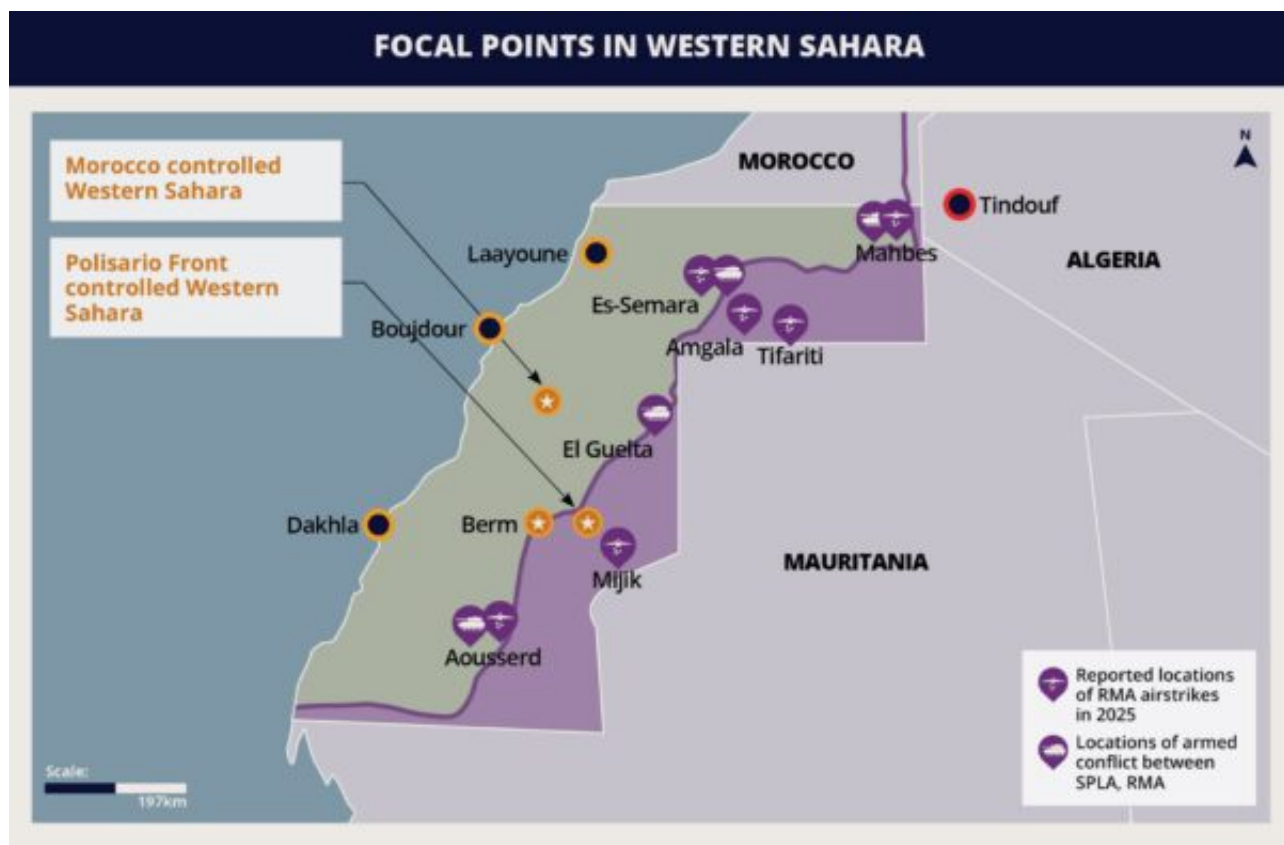 FOCAL POINTS IN WESTERN SAHARA
Morocco controlled
Western Sahara
Polisario Front
controlled Western
Sahara
MOROCCO
N
Tindouf
ALGERIA
Mahbes
Laayoune
Es-Semara
Boujdour
Amgala
Tifariti
El Guelta
Dakhla
Berm
Mijik
MAURITANIA
Aousserd
Reported locations
of RMA airstrikes
in 2025
Locations of armed
conflict between
SPLA, RMA
Scale:
197km